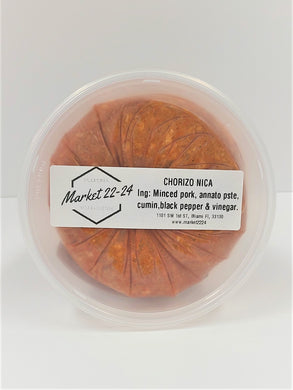 Market 22-24
CHORIZO NICA
Ing: Minced pork, annato pste,
cumin,black pepper & vinegar.
1101 SW 1st ST, Miami Fl, 33130
www.market2224